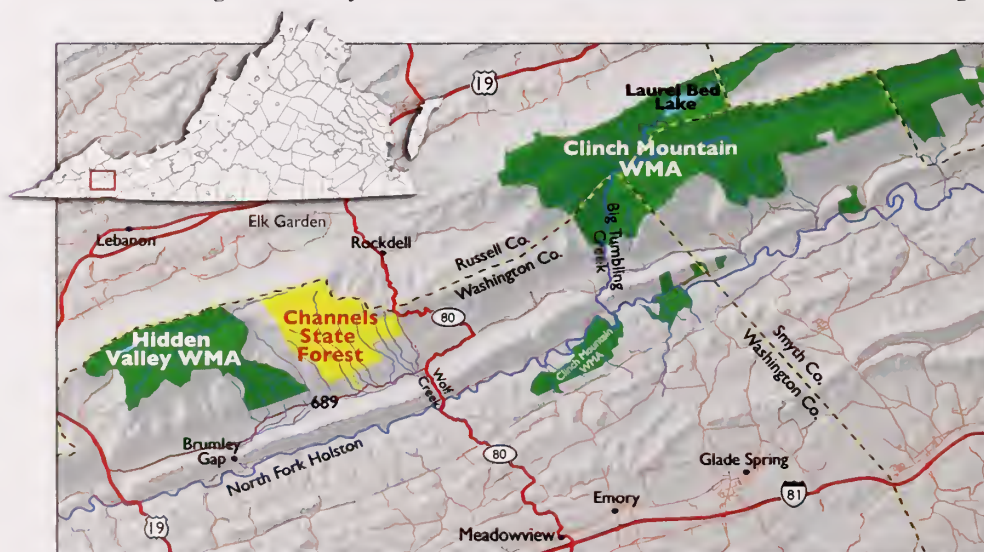 19
Laurel Bed
Lake
Clinch Mountain
WMA
Elk Garden
Lebanon
Rockdell
Big Tumbling
Creek
Russell Co.
Washington Co.
80
Channels
State
Forest
Hidden
Valley WMA
Clinch Mountain
WMA
Smyth Co.
Washington Co.
689
Wolf
Creek
Brumley
Gap
North Fork Holston
80
Glade Spring
81
Emory
19
Meadowview